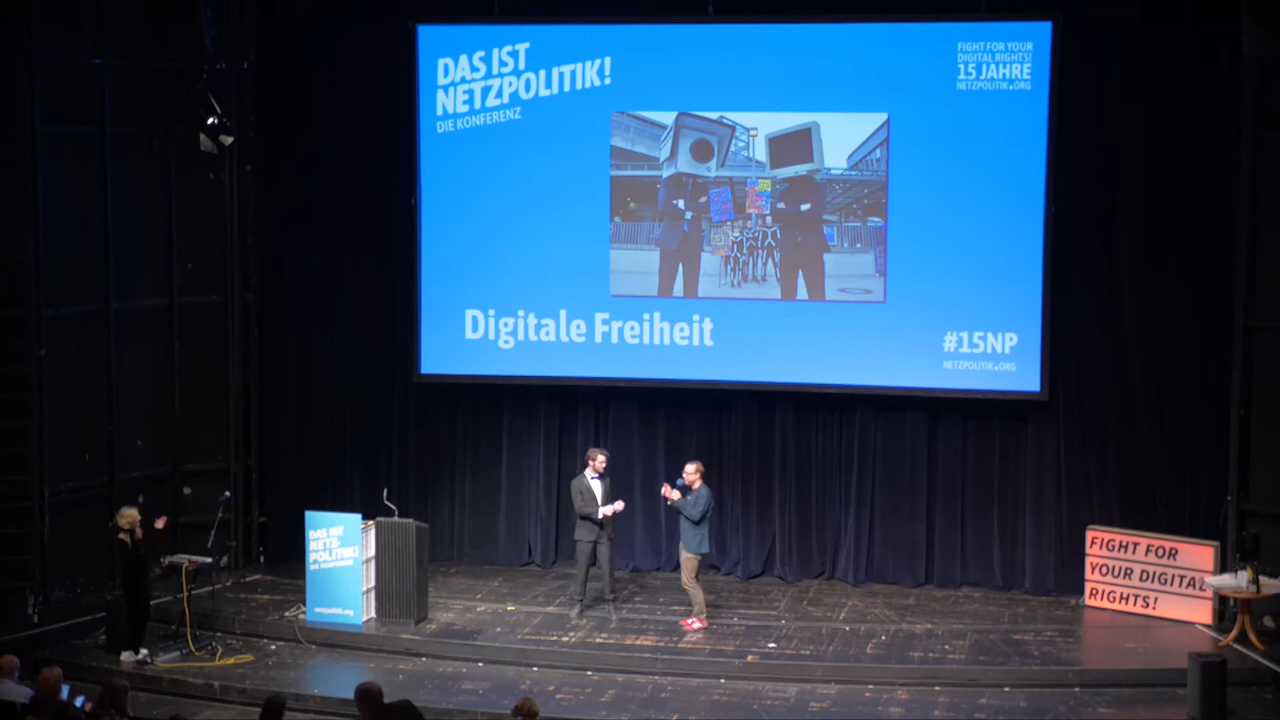 DAS IST
NETZPOLITIK!
DIE KONFERENZ
FIGHT FOR YOUR
DIGITAL RIGHTS!
15 JAHRE
NETZPOLITIK.ORG
Digitale Freiheit
#15NP
NETZPOLITIK.ORG
DAS IST
NETZ-
POLITIK!
DIE KONFERENZ
netzpolitik.org
FIGHT FOR
YOUR DIGITAL
RIGHTS!